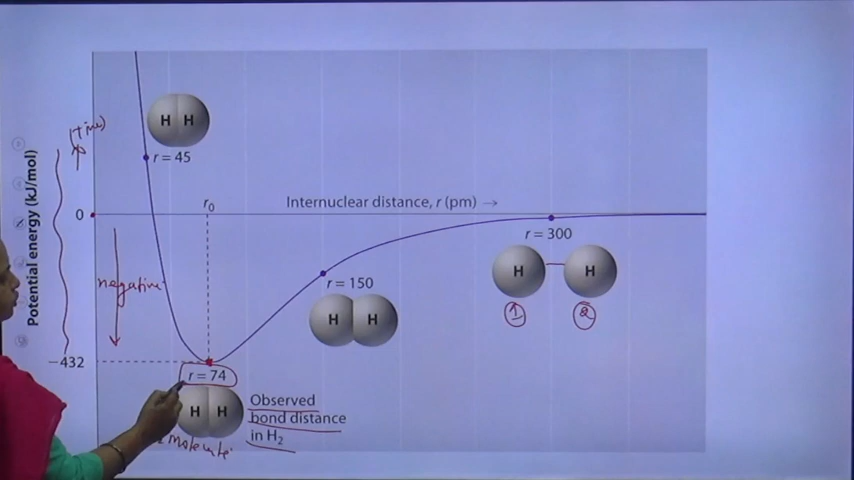 (+ive)
H H
r = 45
r0
Internuclear distance, r (pm) →
0
Potential energy (kJ/mol)
r = 300
H H
1 2
negative
r = 150
H H
−432
r = 74
H H
Observed
bond distance
in H2
molecule